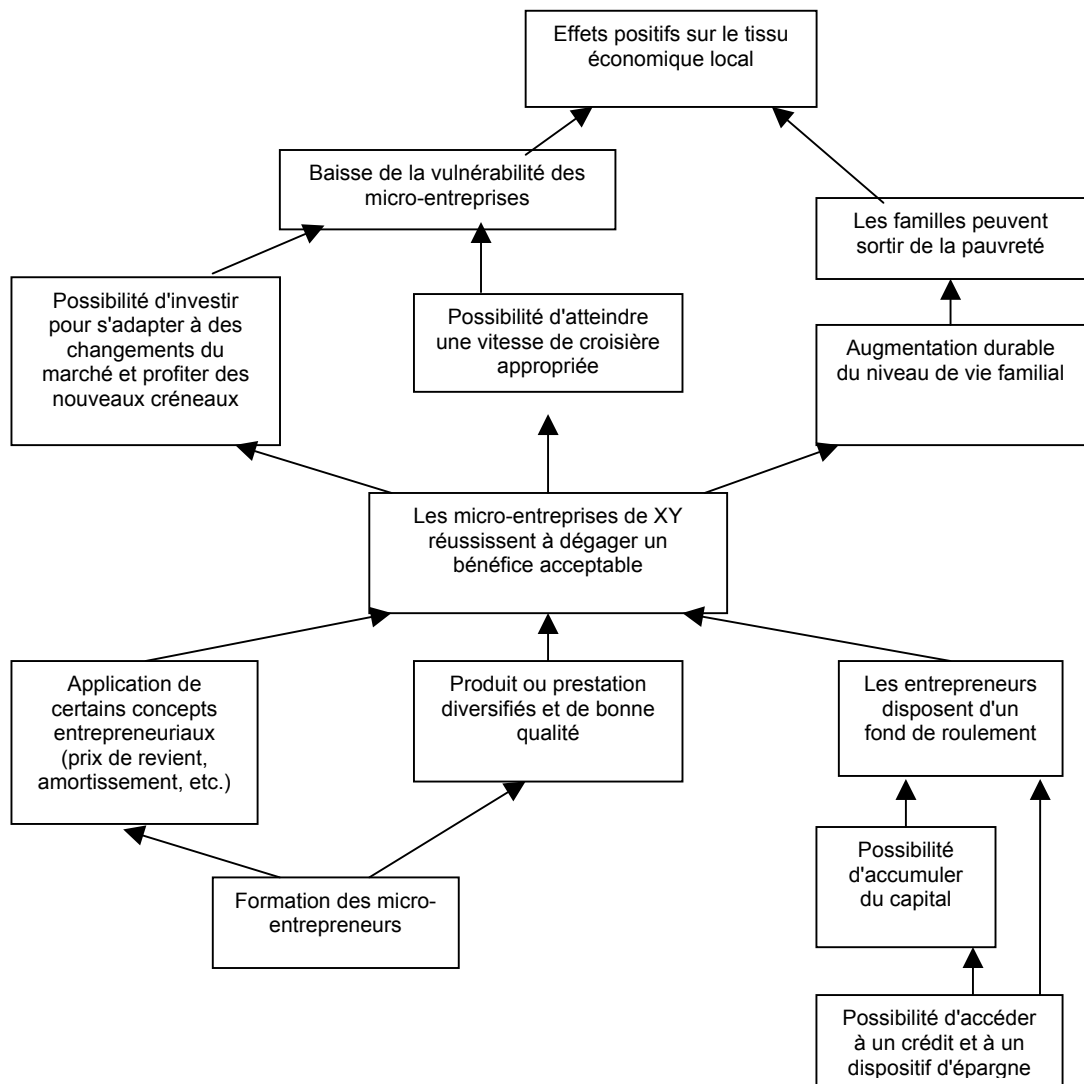 Effets positifs sur le tissu
économique local
Baisse de la vulnérabilité des
micro-entreprises
Les familles peuvent
sortir de la pauvreté
Possibilité d'investir
pour s'adapter à des
changements du
marché et profiter des
nouveaux créneaux
Possibilité d'atteindre
une vitesse de croisière
appropriée
Augmentation durable
du niveau de vie familial
Les micro-entreprises de XY
réussissent à dégager un
bénéfice acceptable
Application de
certains concepts
entrepreneuriaux
(prix de revient,
amortissement, etc.)
Produit ou prestation
diversifiés et de bonne
qualité
Les entrepreneurs
disposent d'un
fond de roulement
Possibilité
d'accumuler
du capital
Formation des micro-
entrepreneurs
Possibilité d'accéder
à un crédit et à un
dispositif d'épargne